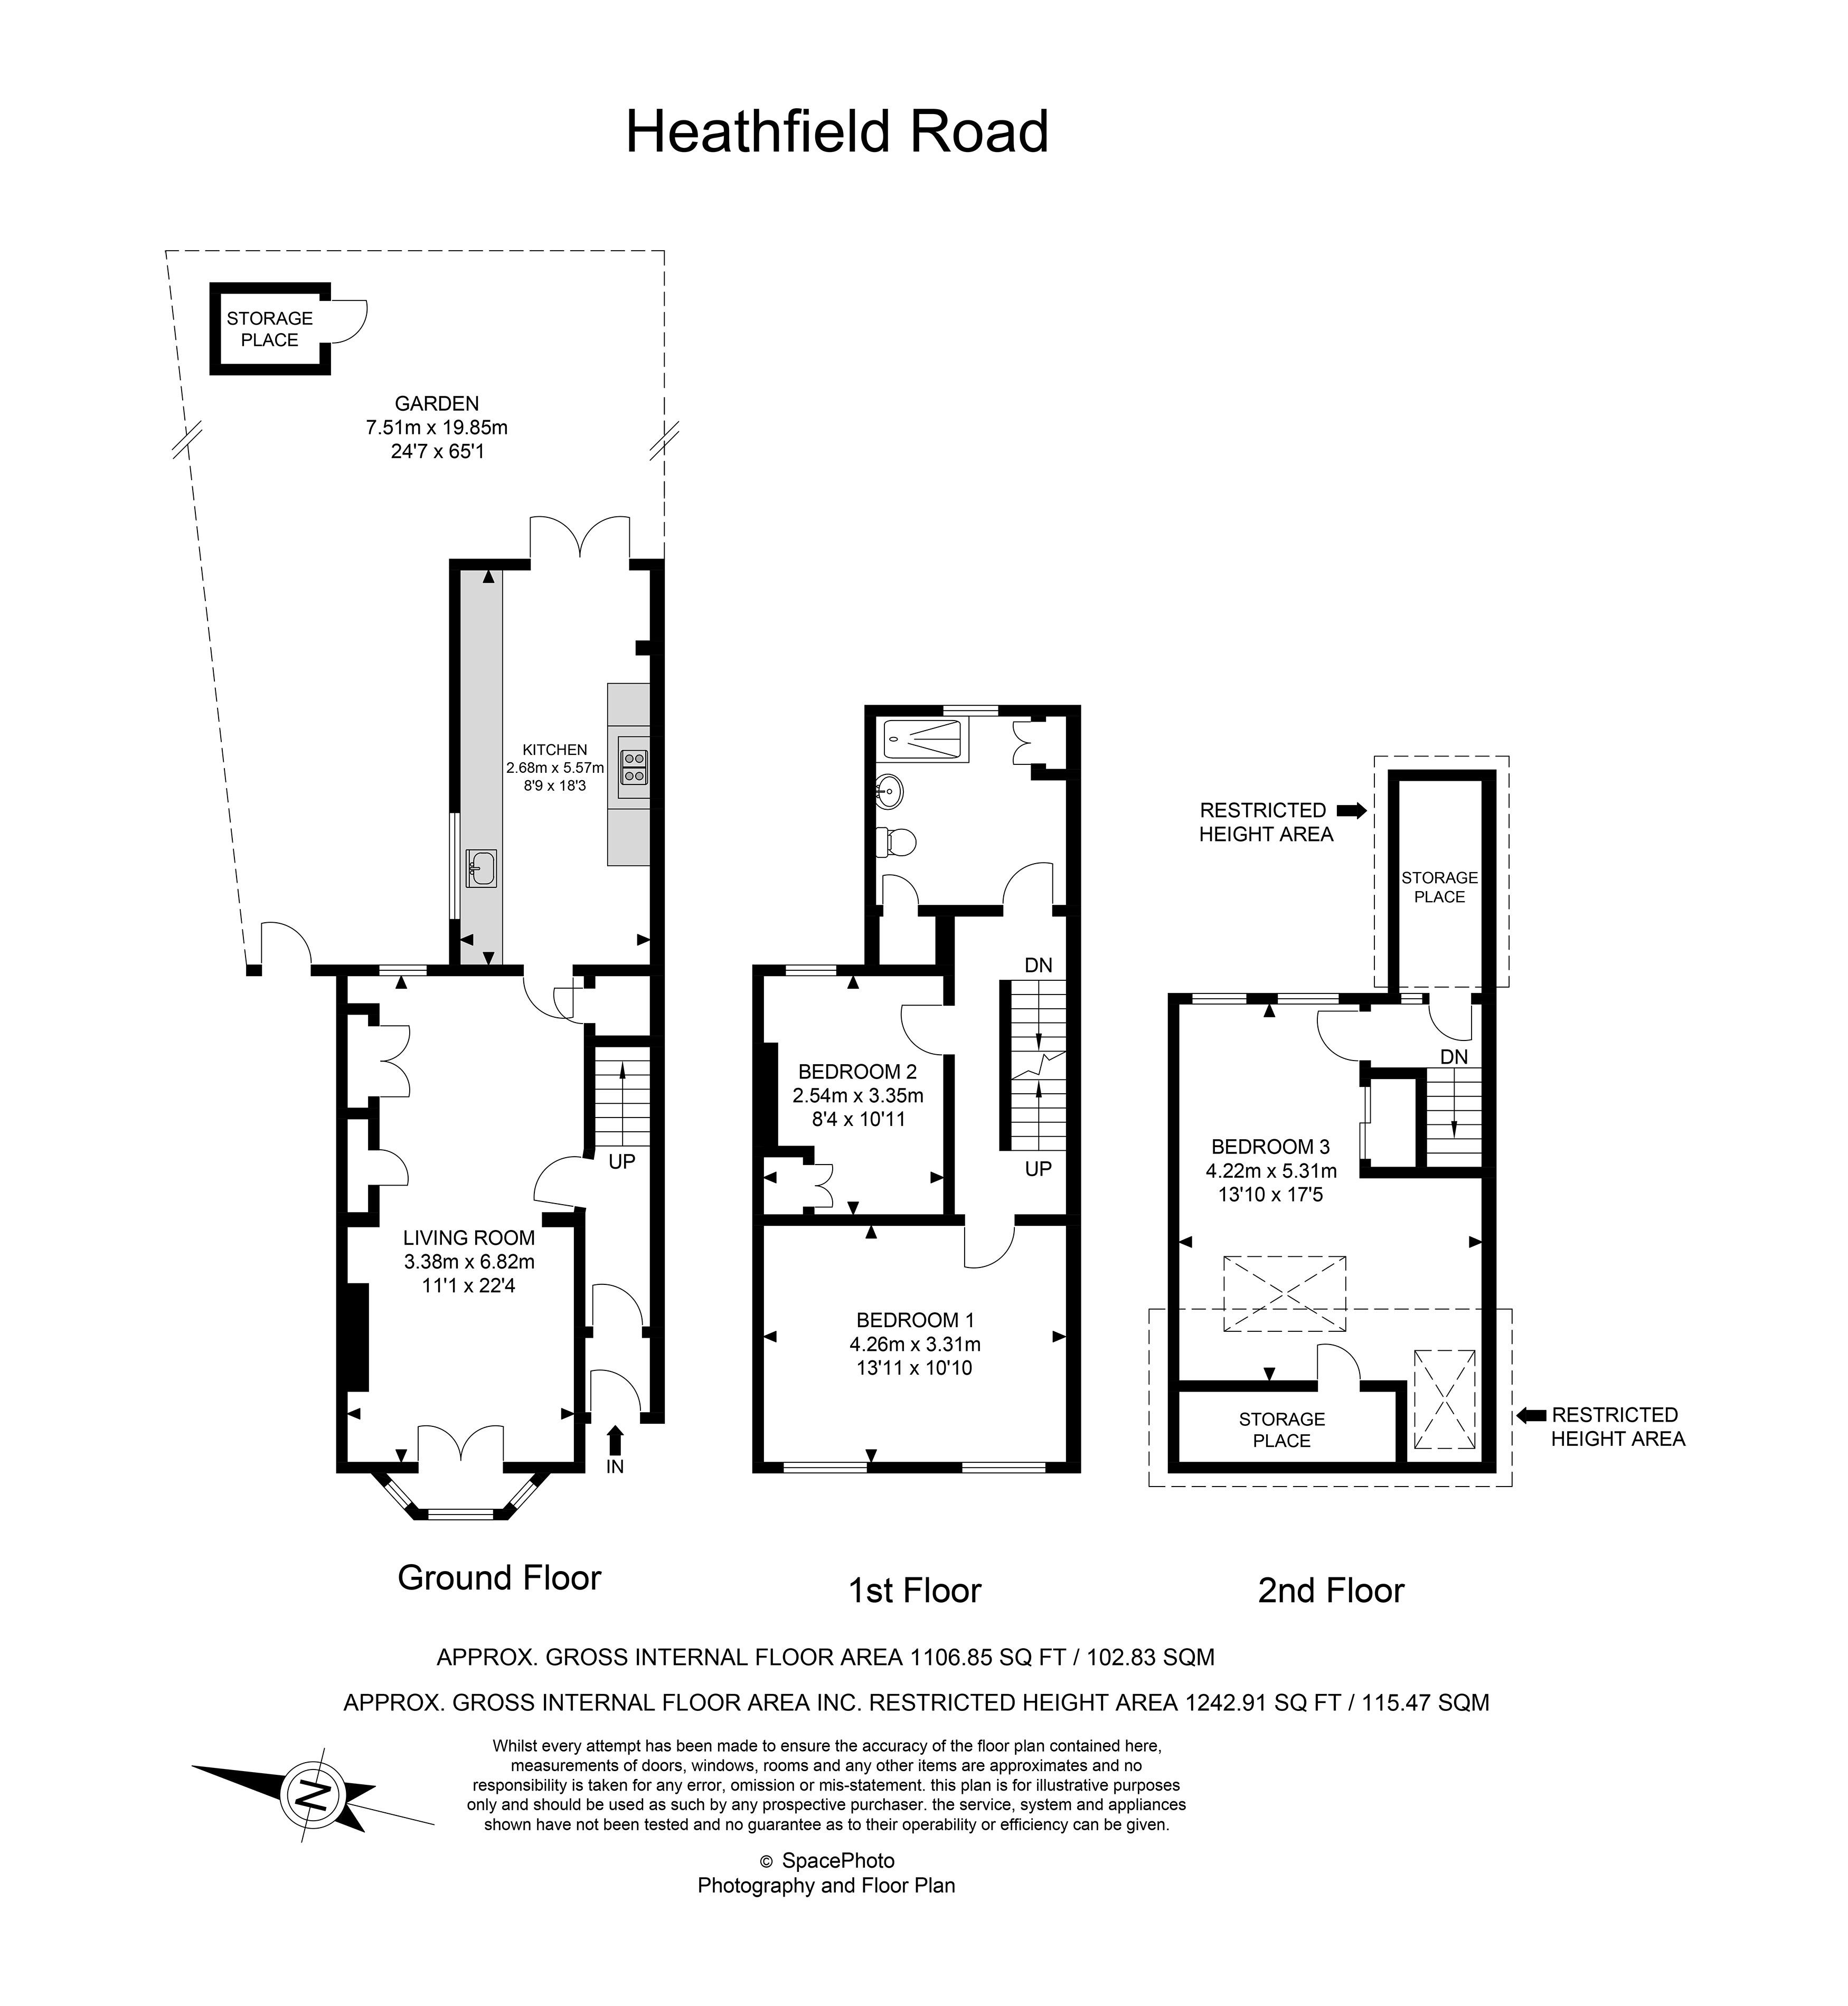 Heathfield Road
STORAGE
PLACE
GARDEN
7.51m x 19.85m
24'7 x 65'1
KITCHEN
2.68m x 5.57m
8'9 x 18'3
UP
LIVING ROOM
3.38m x 6.82m
11'1 x 22'4
IN
Ground Floor
DN
BEDROOM 2
2.54m x 3.35m
8'4 x 10'11
UP
BEDROOM 1
4.26m x 3.31m
13'11 x 10'10
1st Floor
RESTRICTED
HEIGHT AREA
STORAGE
PLACE
DN
BEDROOM 3
4.22m x 5.31m
13'10 x 17'5
STORAGE
PLACE
RESTRICTED
HEIGHT AREA
2nd Floor
APPROX. GROSS INTERNAL FLOOR AREA 1106.85 SQ FT / 102.83 SQM
APPROX. GROSS INTERNAL FLOOR AREA INC. RESTRICTED HEIGHT AREA 1242.91 SQ FT / 115.47 SQM
N
Whilst every attempt has been made to ensure the accuracy of the floor plan contained here,
measurements of doors, windows, rooms and any other items are approximates and no
responsibility is taken for any error, omission or mis-statement. this plan is for illustrative purposes
only and should be used as such by any prospective purchaser. the service, system and appliances
shown have not been tested and no guarantee as to their operability or efficiency can be given.
© SpacePhoto
Photography and Floor Plan